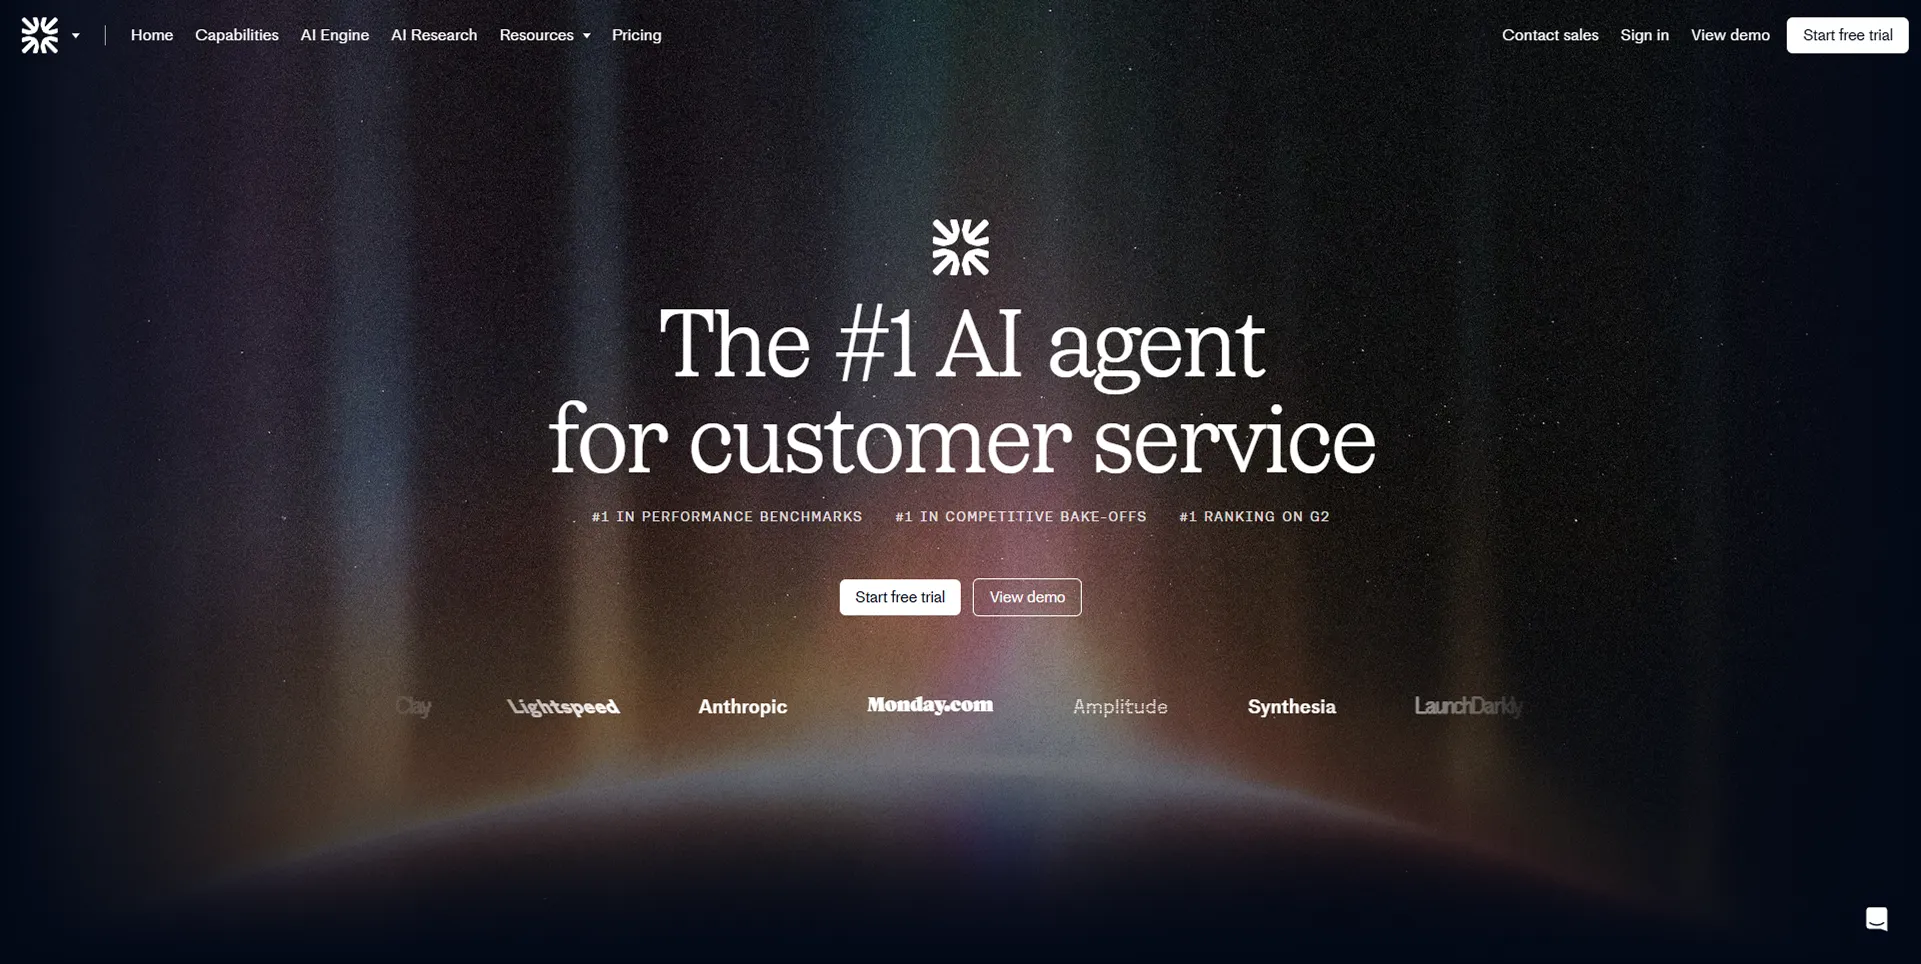 Home Capabilities AI Engine AI Research Resources Pricing Contact sales Sign in View demo Start free trial
The #1 AI agent
for customer service
#1 IN PERFORMANCE BENCHMARKS #1 IN COMPETITIVE BAKE-OFFS #1 RANKING ON G2
Start free trial View demo
Clay Lightspeed Anthropic Monday.com Amplitude Synthesia LaunchDarkly